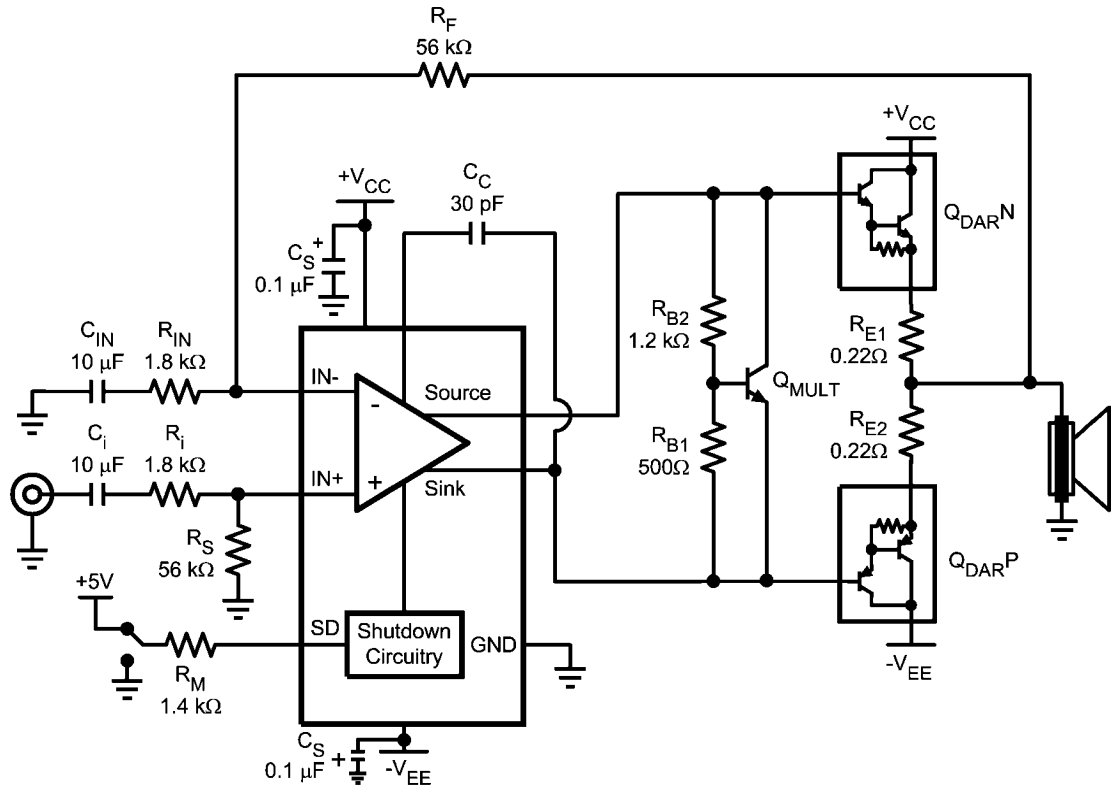 R_F
56 kΩ
+V_CC
C_C
30 pF
+V_CC
C_S +
0.1 μF
Q_DAR N
C_IN
10 μF
R_IN
1.8 kΩ
IN-
-
Source
R_B2
1.2 kΩ
R_E1
0.22Ω
Q_MULT
C_i
10 μF
R_i
1.8 kΩ
IN+
+
Sink
R_B1
500Ω
R_E2
0.22Ω
R_S
56 kΩ
+5V
SD
Shutdown
Circuitry
GND
Q_DAR P
R_M
1.4 kΩ
-V_EE
C_S +
0.1 μF
-V_EE